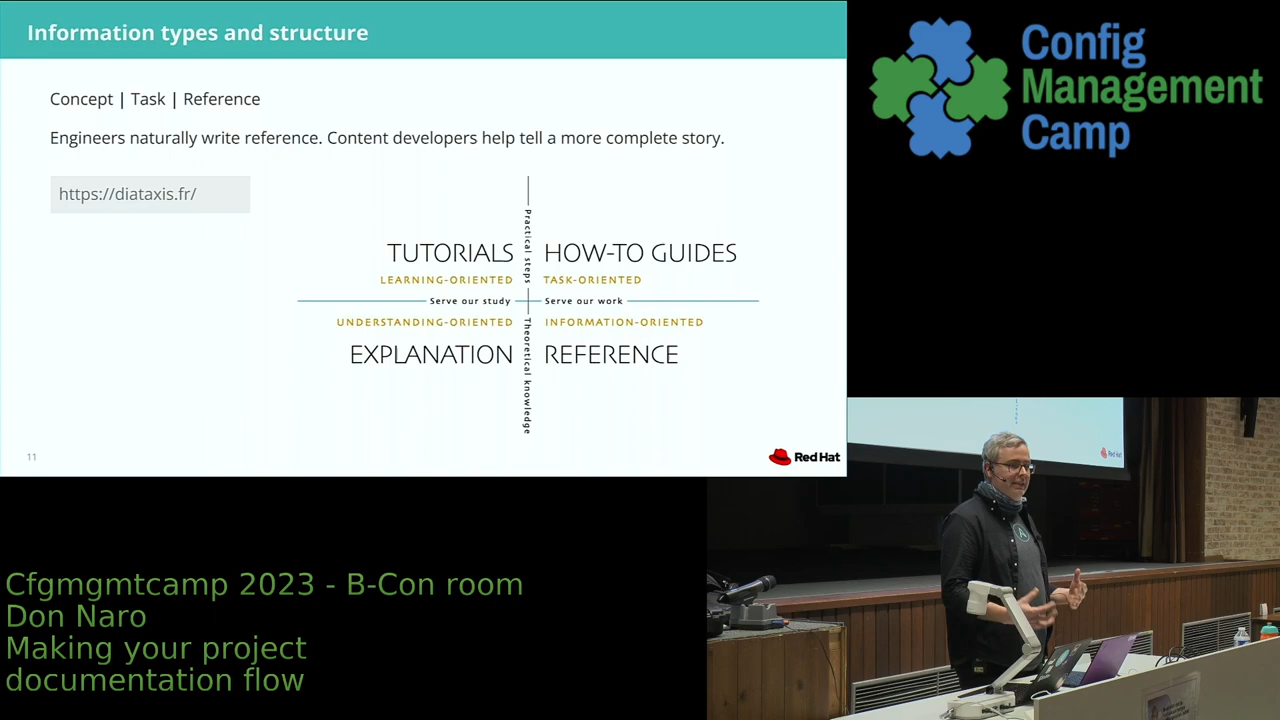 Information types and structure
Concept | Task | Reference
Engineers naturally write reference. Content developers help tell a more complete story.
https://diataxis.fr/
Practical steps
TUTORIALS HOW-TO GUIDES
LEARNING-ORIENTED TASK-ORIENTED
Serve our study Serve our work
UNDERSTANDING-ORIENTED INFORMATION-ORIENTED
EXPLANATION REFERENCE
Theoretical knowledge
11
Red Hat
Config
Management
Camp
Red Hat
A
Cfgmgmtcamp 2023 - B-Con room
Don Naro
Making your project
documentation flow